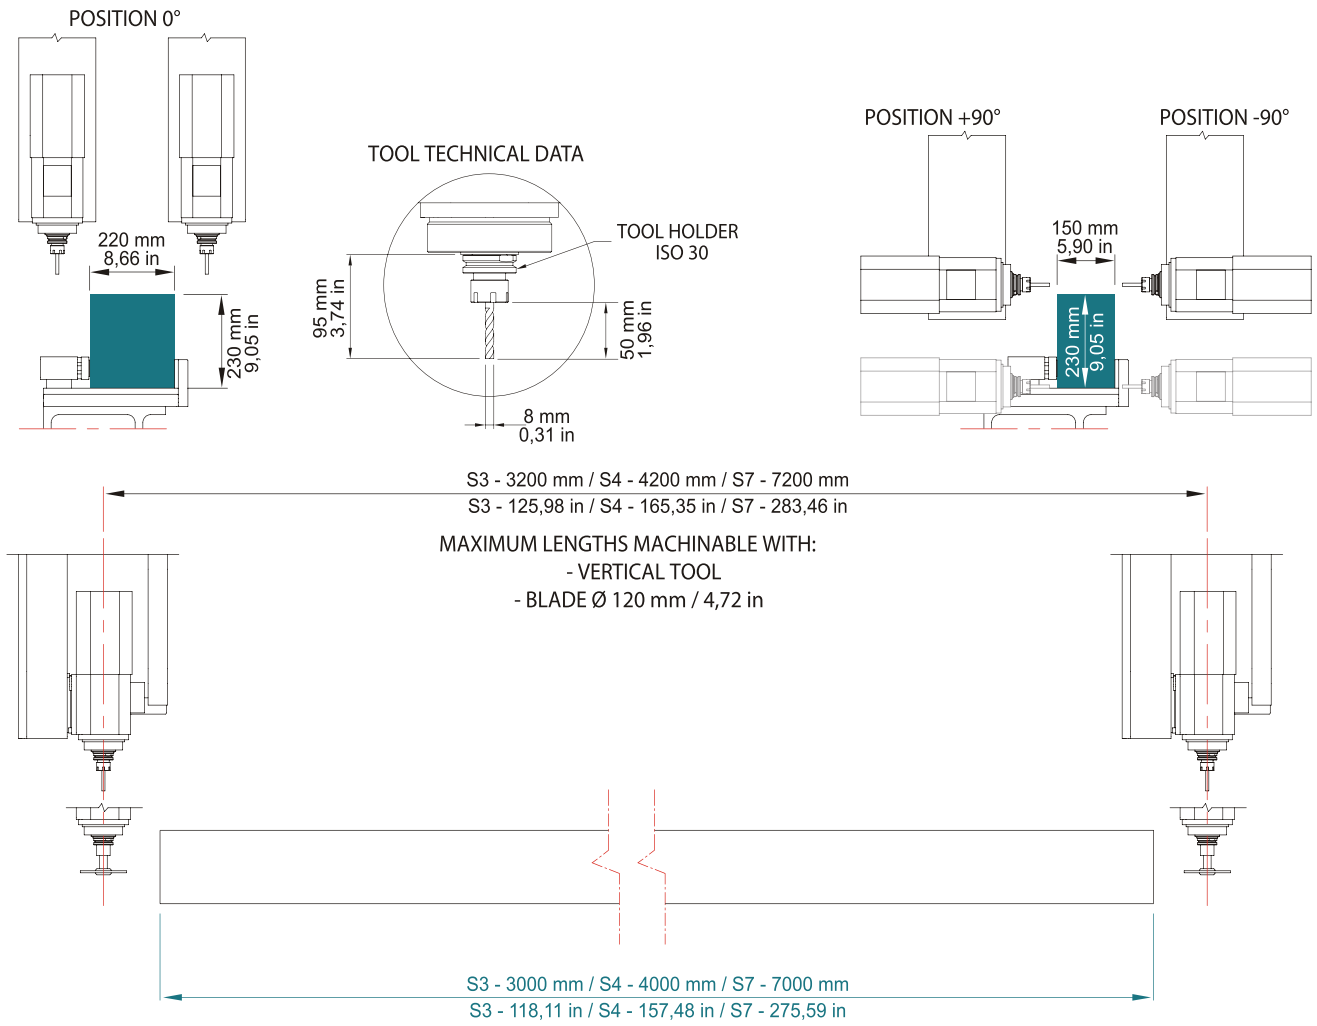 POSITION 0°
220 mm
8,66 in
230 mm
9,05 in
TOOL TECHNICAL DATA
TOOL HOLDER
ISO 30
95 mm
3,74 in
50 mm
1,96 in
8 mm
0,31 in
POSITION +90°
POSITION -90°
150 mm
5,90 in
230 mm
9,05 in
S3 - 3200 mm / S4 - 4200 mm / S7 - 7200 mm
S3 - 125,98 in / S4 - 165,35 in / S7 - 283,46 in
MAXIMUM LENGTHS MACHINABLE WITH:
- VERTICAL TOOL
- BLADE Ø 120 mm / 4,72 in
S3 - 3000 mm / S4 - 4000 mm / S7 - 7000 mm
S3 - 118,11 in / S4 - 157,48 in / S7 - 275,59 in